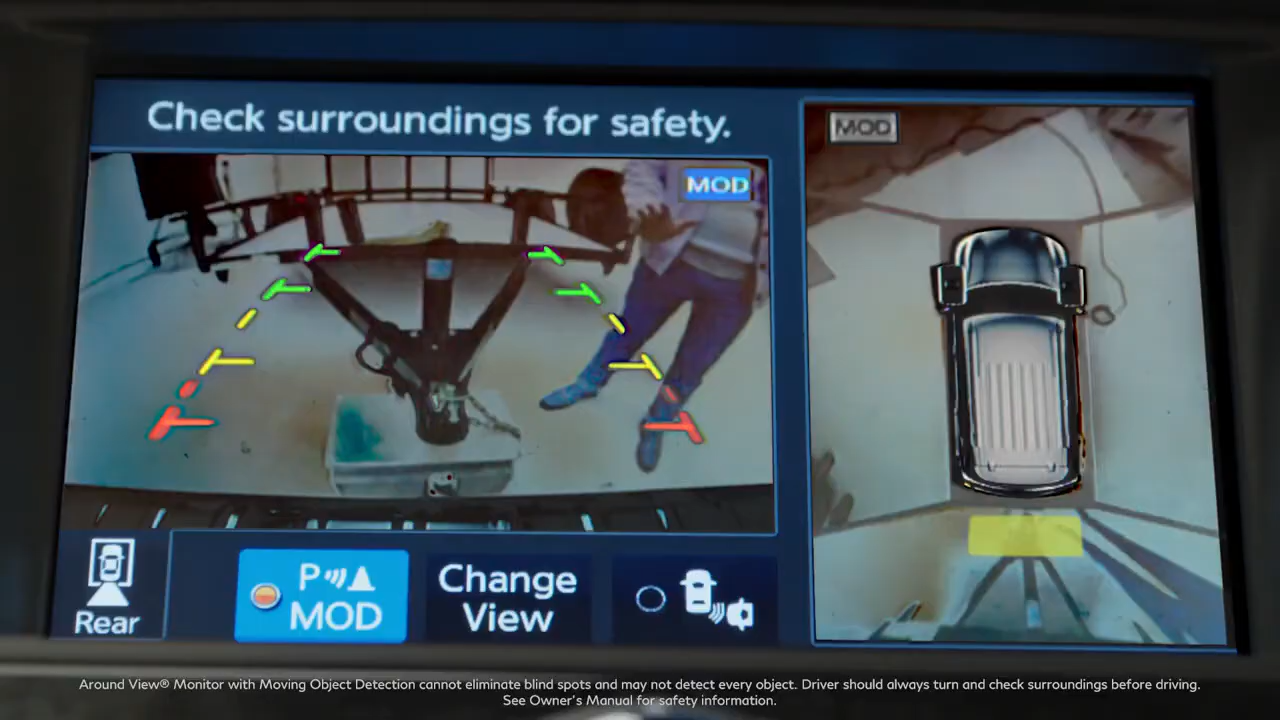 Check surroundings for safety.
MOD
MOD
Rear
P
MOD
Change
View
Around View® Monitor with Moving Object Detection cannot eliminate blind spots and may not detect every object. Driver should always turn and check surroundings before driving.
See Owner's Manual for safety information.